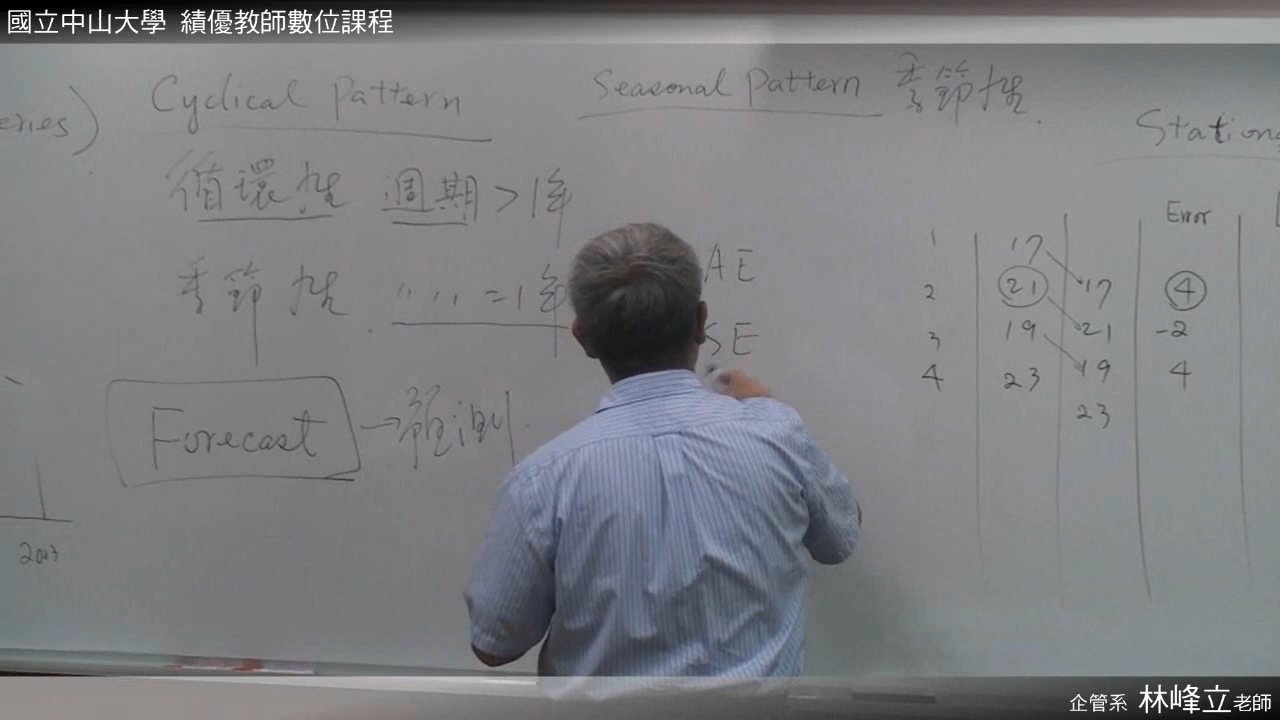 國立中山大學 績優教師數位課程
Cyclical Pattern
Seasonal Pattern 季節性
循環性 週期 > 1年
季節性 〃 〃 = 1年
Forecast → 預測
AE
SE
Error
1 17
2 21 17 4
3 19 21 -2
4 23 19 4
23
企管系 林峰立老師